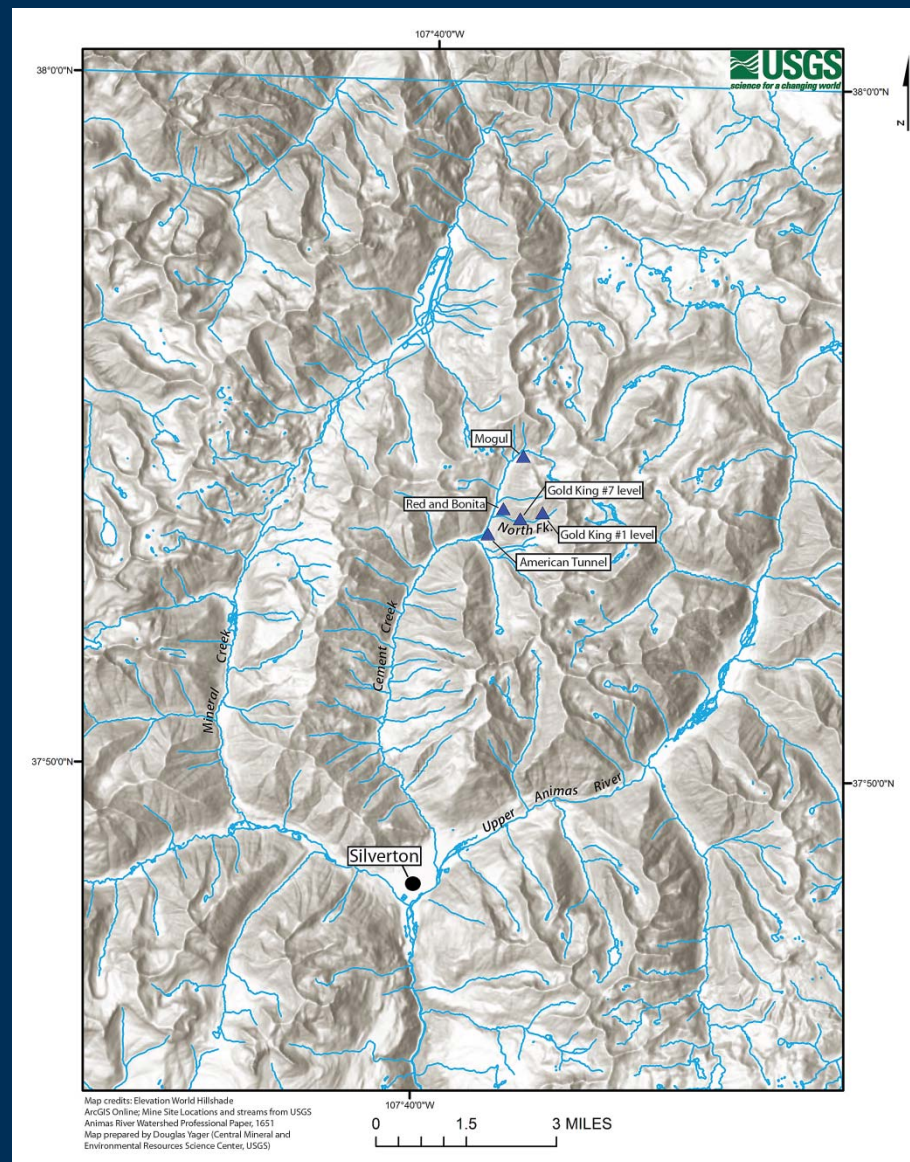 107°40'0"W
38°0'0"N
USGS
science for a changing world
38°0'0"N
N
Mogul
Gold King #7 level
Red and Bonita
North Fk.
Gold King #1 level
American Tunnel
Cement Creek
Mineral Creek
37°50'0"N
37°50'0"N
Upper Animas River
Silverton
Map credits: Elevation World Hillshade
ArcGIS Online; Mine Site Locations and streams from USGS
Animas River Watershed Professional Paper, 1651
Map prepared by Douglas Yager (Central Mineral and
Environmental Resources Science Center, USGS)
107°40'0"W
0 1.5 3 MILES